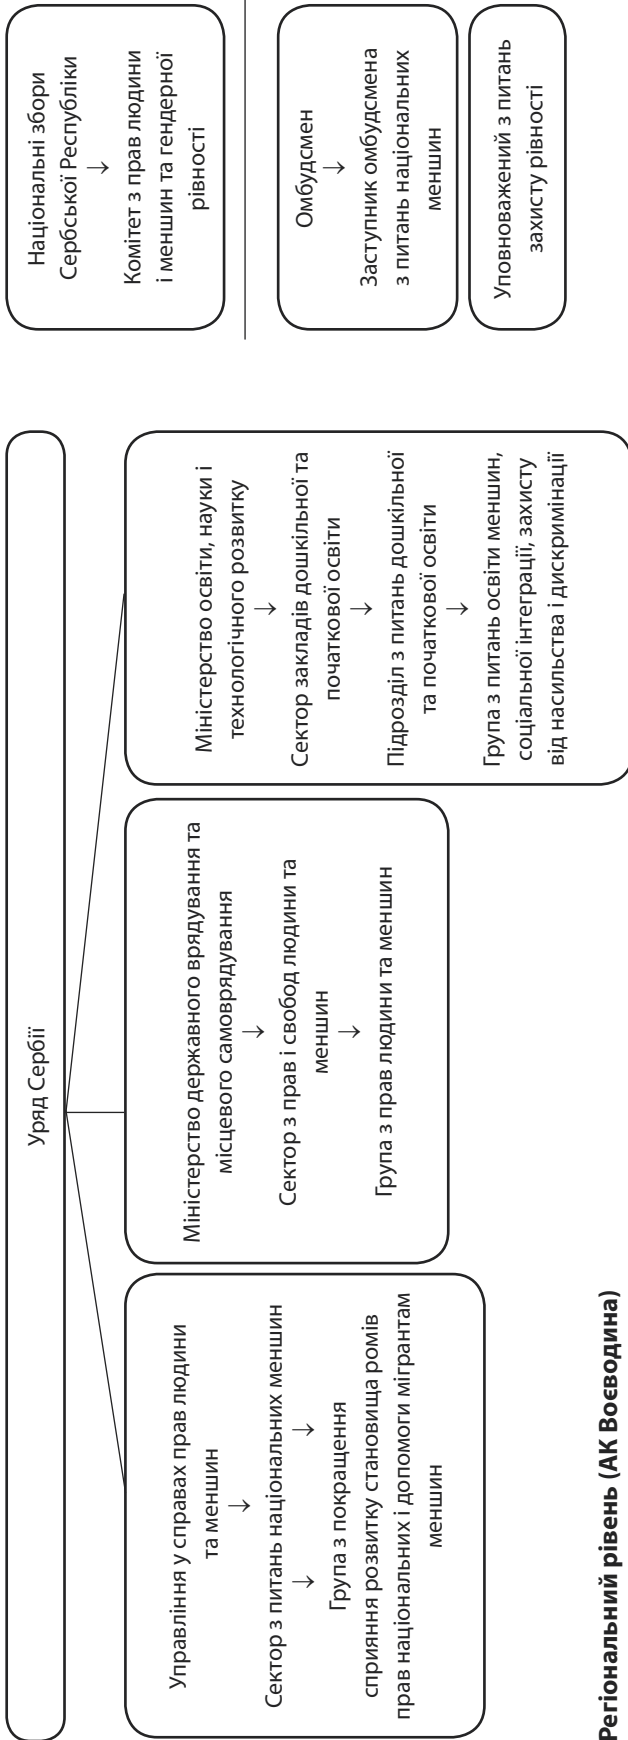 Уряд Сербії
Управління у справах прав людини
та меншин
↓
Сектор з питань національних меншин
↓ ↓
Група з покращення
сприяння розвитку становища ромів
прав національних і допомоги мігрантам
меншин
Міністерство державного врядування та
місцевого самоврядування
↓
Сектор з прав і свобод людини та
меншин
↓
Група з прав людини та меншин
Міністерство освіти, науки і
технологічного розвитку
↓
Сектор закладів дошкільної та
початкової освіти
↓
Підрозділ з питань дошкільної
та початкової освіти
↓
Група з питань освіти меншин,
соціальної інтеграції, захисту
від насильства і дискримінації
Національні збори
Сербської Республіки
↓
Комітет з прав людини
і меншин та гендерної
рівності
Омбудсмен
↓
Заступник омбудсмена
з питань національних
меншин
Уповноважений з питань
захисту рівності
Регіональний рівень (АК Воєводина)